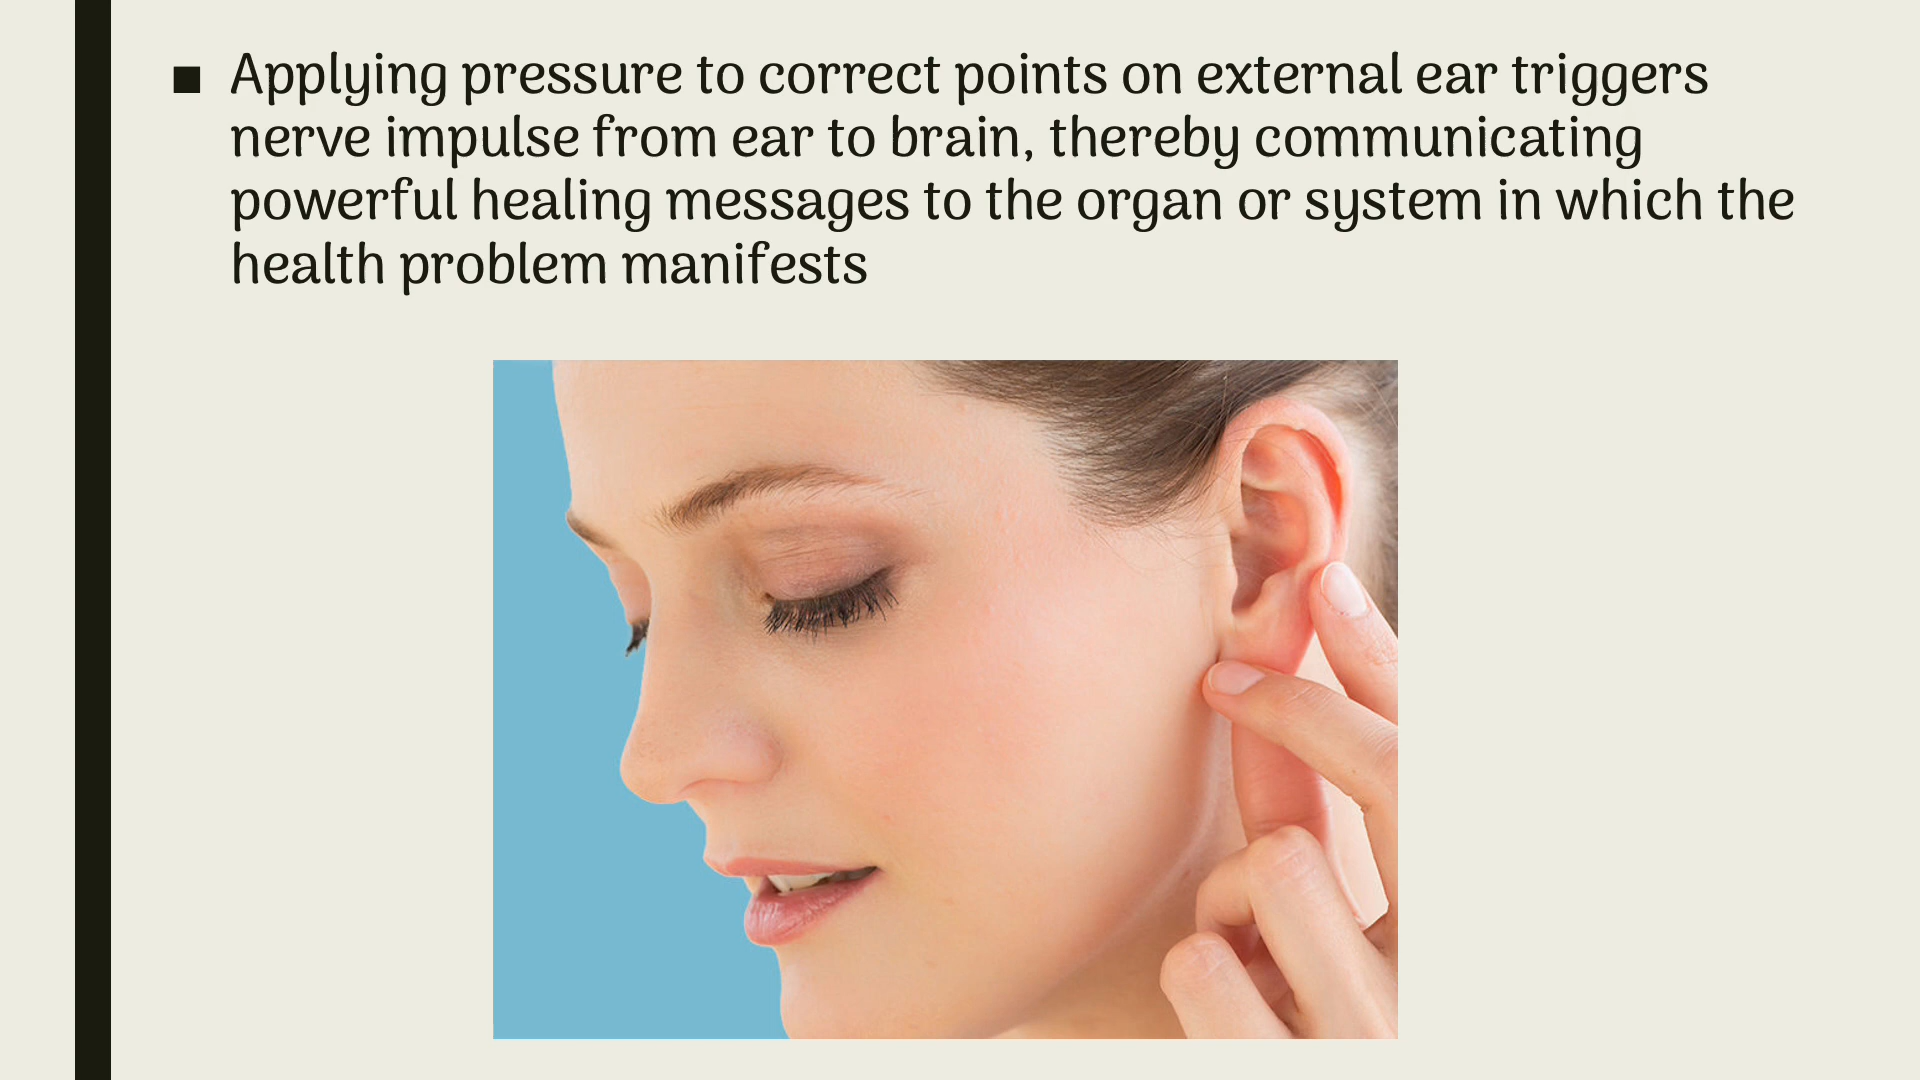 ■ Applying pressure to correct points on external ear triggers
nerve impulse from ear to brain, thereby communicating
powerful healing messages to the organ or system in which the
health problem manifests